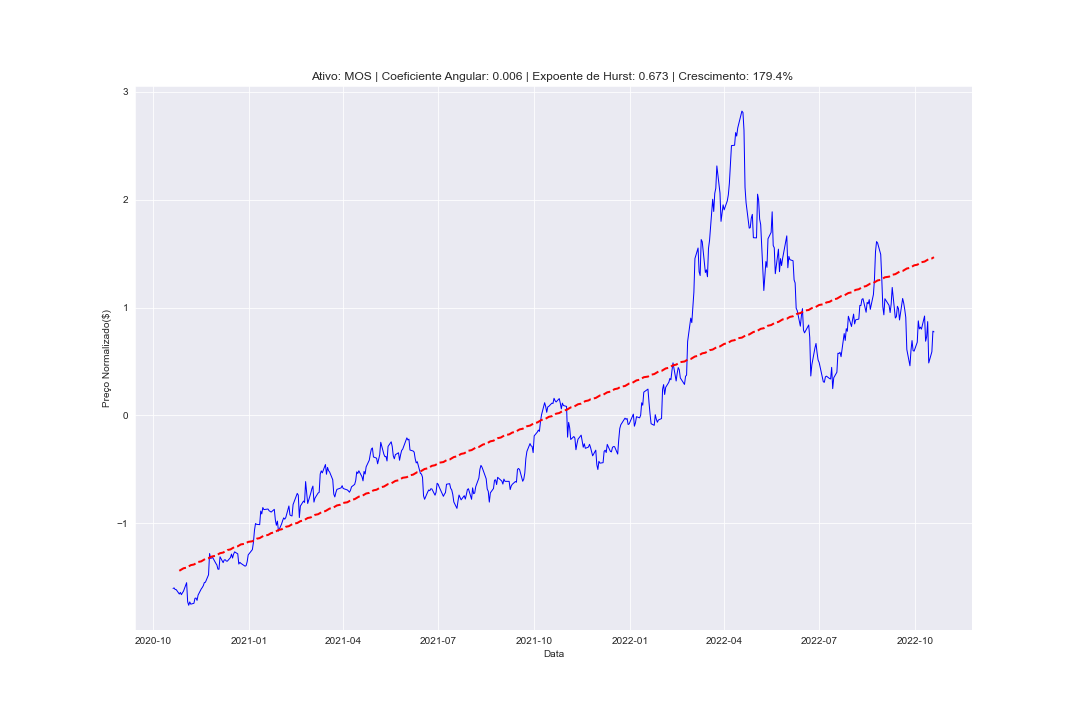 Ativo: MOS | Coeficiente Angular: 0.006 | Expoente de Hurst: 0.673 | Crescimento: 179.4%
3
2
1
0
−1
Preço Normalizado($)
2020-10 2021-01 2021-04 2021-07 2021-10 2022-01 2022-04 2022-07 2022-10
Data